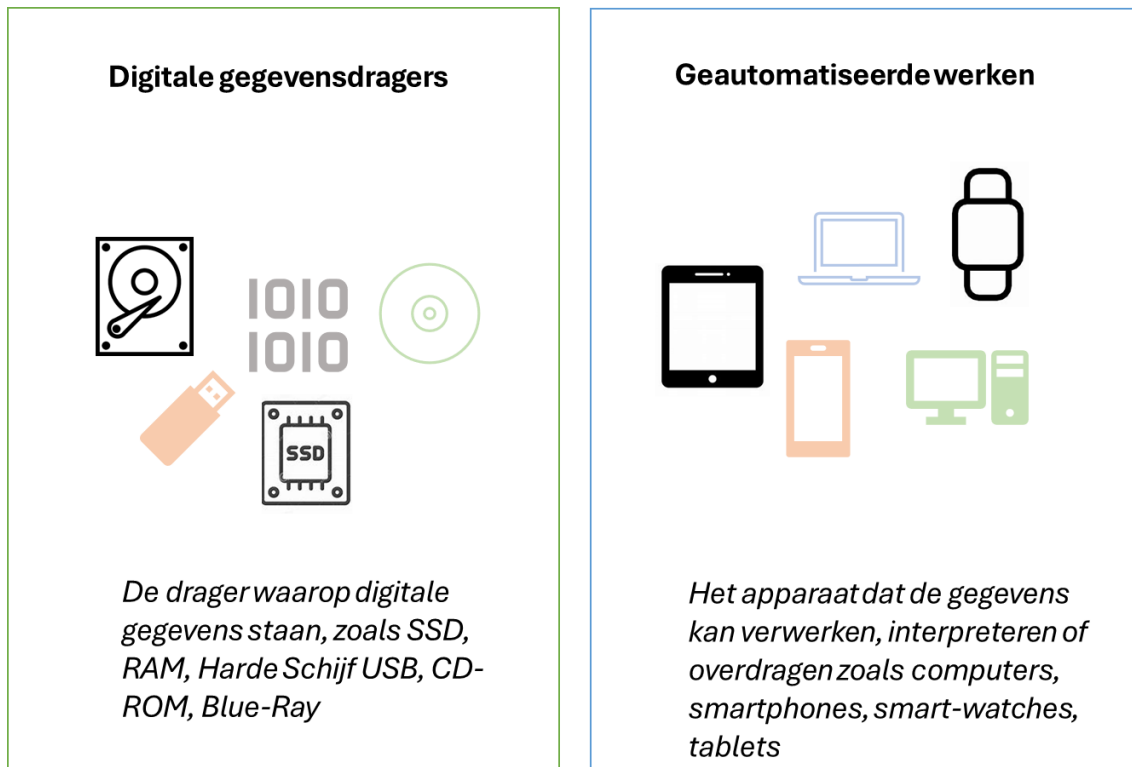 Digitale gegevensdragers
1010
1010
SSD
De drager waarop digitale
gegevens staan, zoals SSD,
RAM, Harde Schijf USB, CD-
ROM, Blue-Ray
Geautomatiseerde werken
Het apparaat dat de gegevens
kan verwerken, interpreteren of
overdragen zoals computers,
smartphones, smart-watches,
tablets